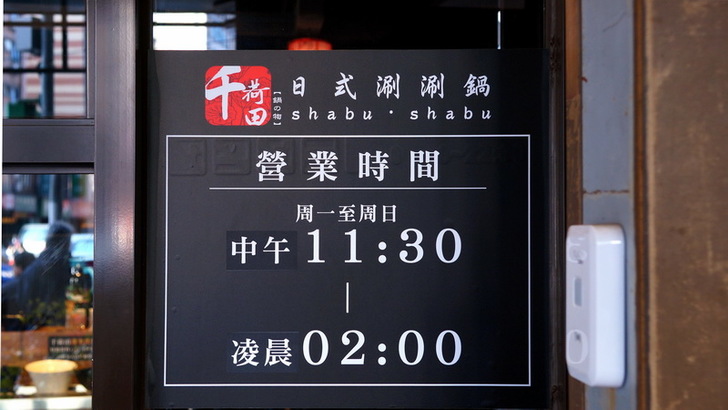 千荷田
【鍋の物】
日式涮涮鍋
shabu·shabu
營業時間
周一至周日
中午 11:30
|
凌晨 02:00